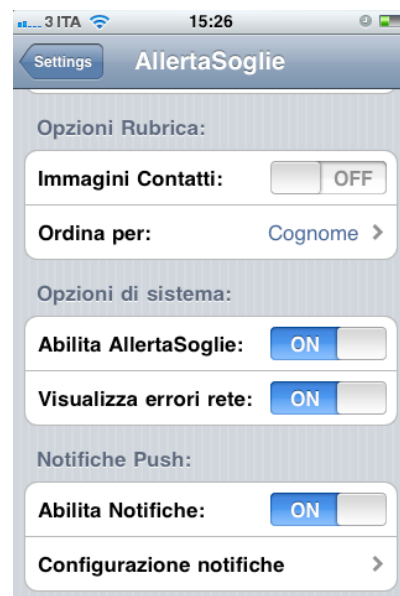 3 ITA 15:26
Settings AllertaSoglie
Opzioni Rubrica:
Immagini Contatti: OFF
Ordina per: Cognome
Opzioni di sistema:
Abilita AllertaSoglie: ON
Visualizza errori rete: ON
Notifiche Push:
Abilita Notifiche: ON
Configurazione notifiche